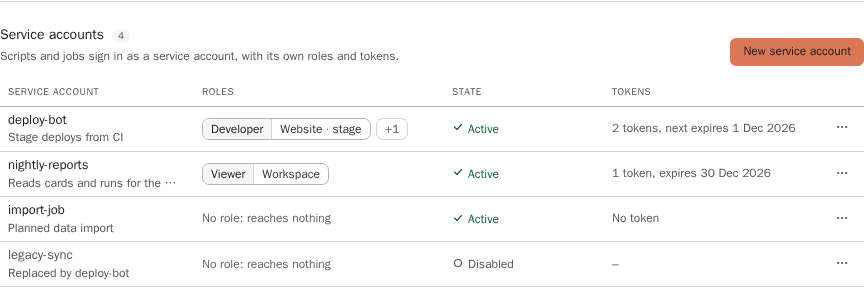 Service accounts 4
Scripts and jobs sign in as a service account, with its own roles and tokens.
New service account
SERVICE ACCOUNT ROLES STATE TOKENS
deploy-bot
Stage deploys from CI
Developer Website · stage +1
Active
2 tokens, next expires 1 Dec 2026
nightly-reports
Reads cards and runs for the ···
Viewer Workspace
Active
1 token, expires 30 Dec 2026
import-job
Planned data import
No role: reaches nothing
Active
No token
legacy-sync
Replaced by deploy-bot
No role: reaches nothing
Disabled
–